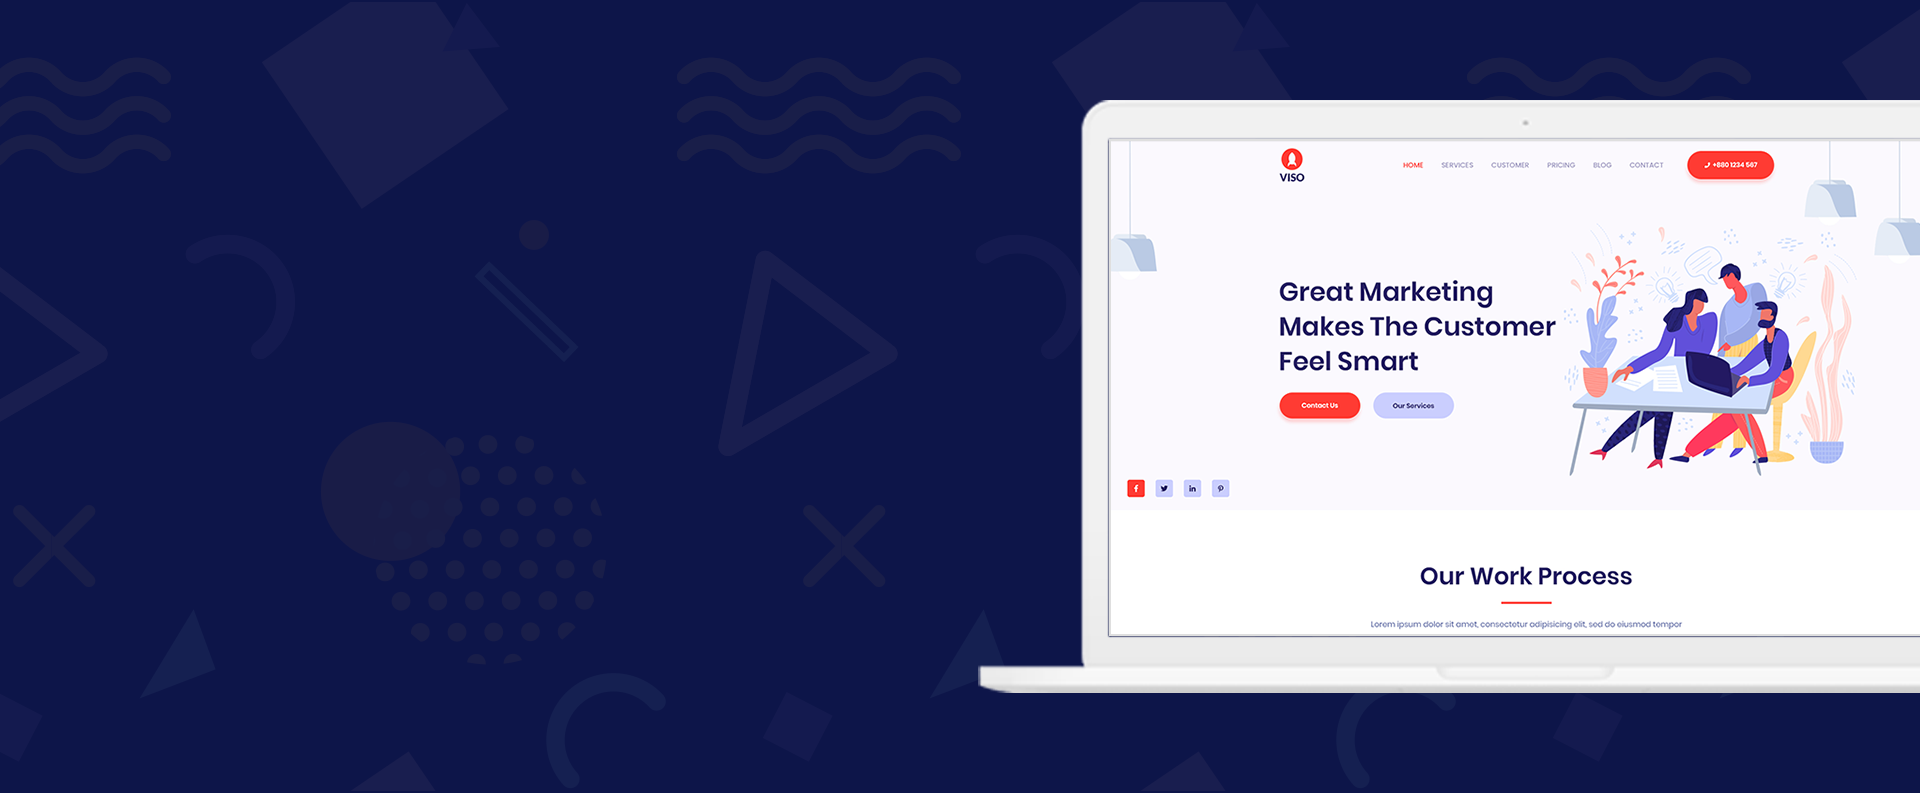 VISO
HOME SERVICES CUSTOMER PRICING BLOG CONTACT +880 1234 567
Great Marketing
Makes The Customer
Feel Smart
Contact Us Our Services
Our Work Process
Lorem ipsum dolor sit amet, consectetur adipisicing elit, sed do eiusmod tempor